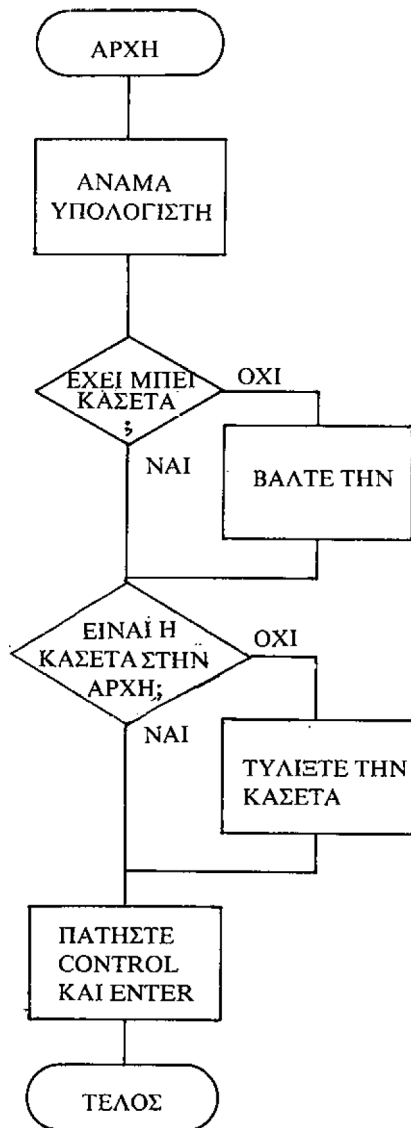 ΑΡΧΗ
ΑΝΑΜΑ
ΥΠΟΛΟΓΙΣΤΗ
ΕΧΕΙ ΜΠΕΙ
ΚΑΣΕΤΑ
;
ΟΧΙ
ΝΑΙ
ΒΑΛΤΕ ΤΗΝ
ΕΙΝΑΙ Η
ΚΑΣΕΤΑ ΣΤΗΝ
ΑΡΧΗ;
ΟΧΙ
ΝΑΙ
ΤΥΛΙΞΤΕ ΤΗΝ
ΚΑΣΕΤΑ
ΠΑΤΗΣΤΕ
CONTROL
ΚΑΙ ENTER
ΤΕΛΟΣ